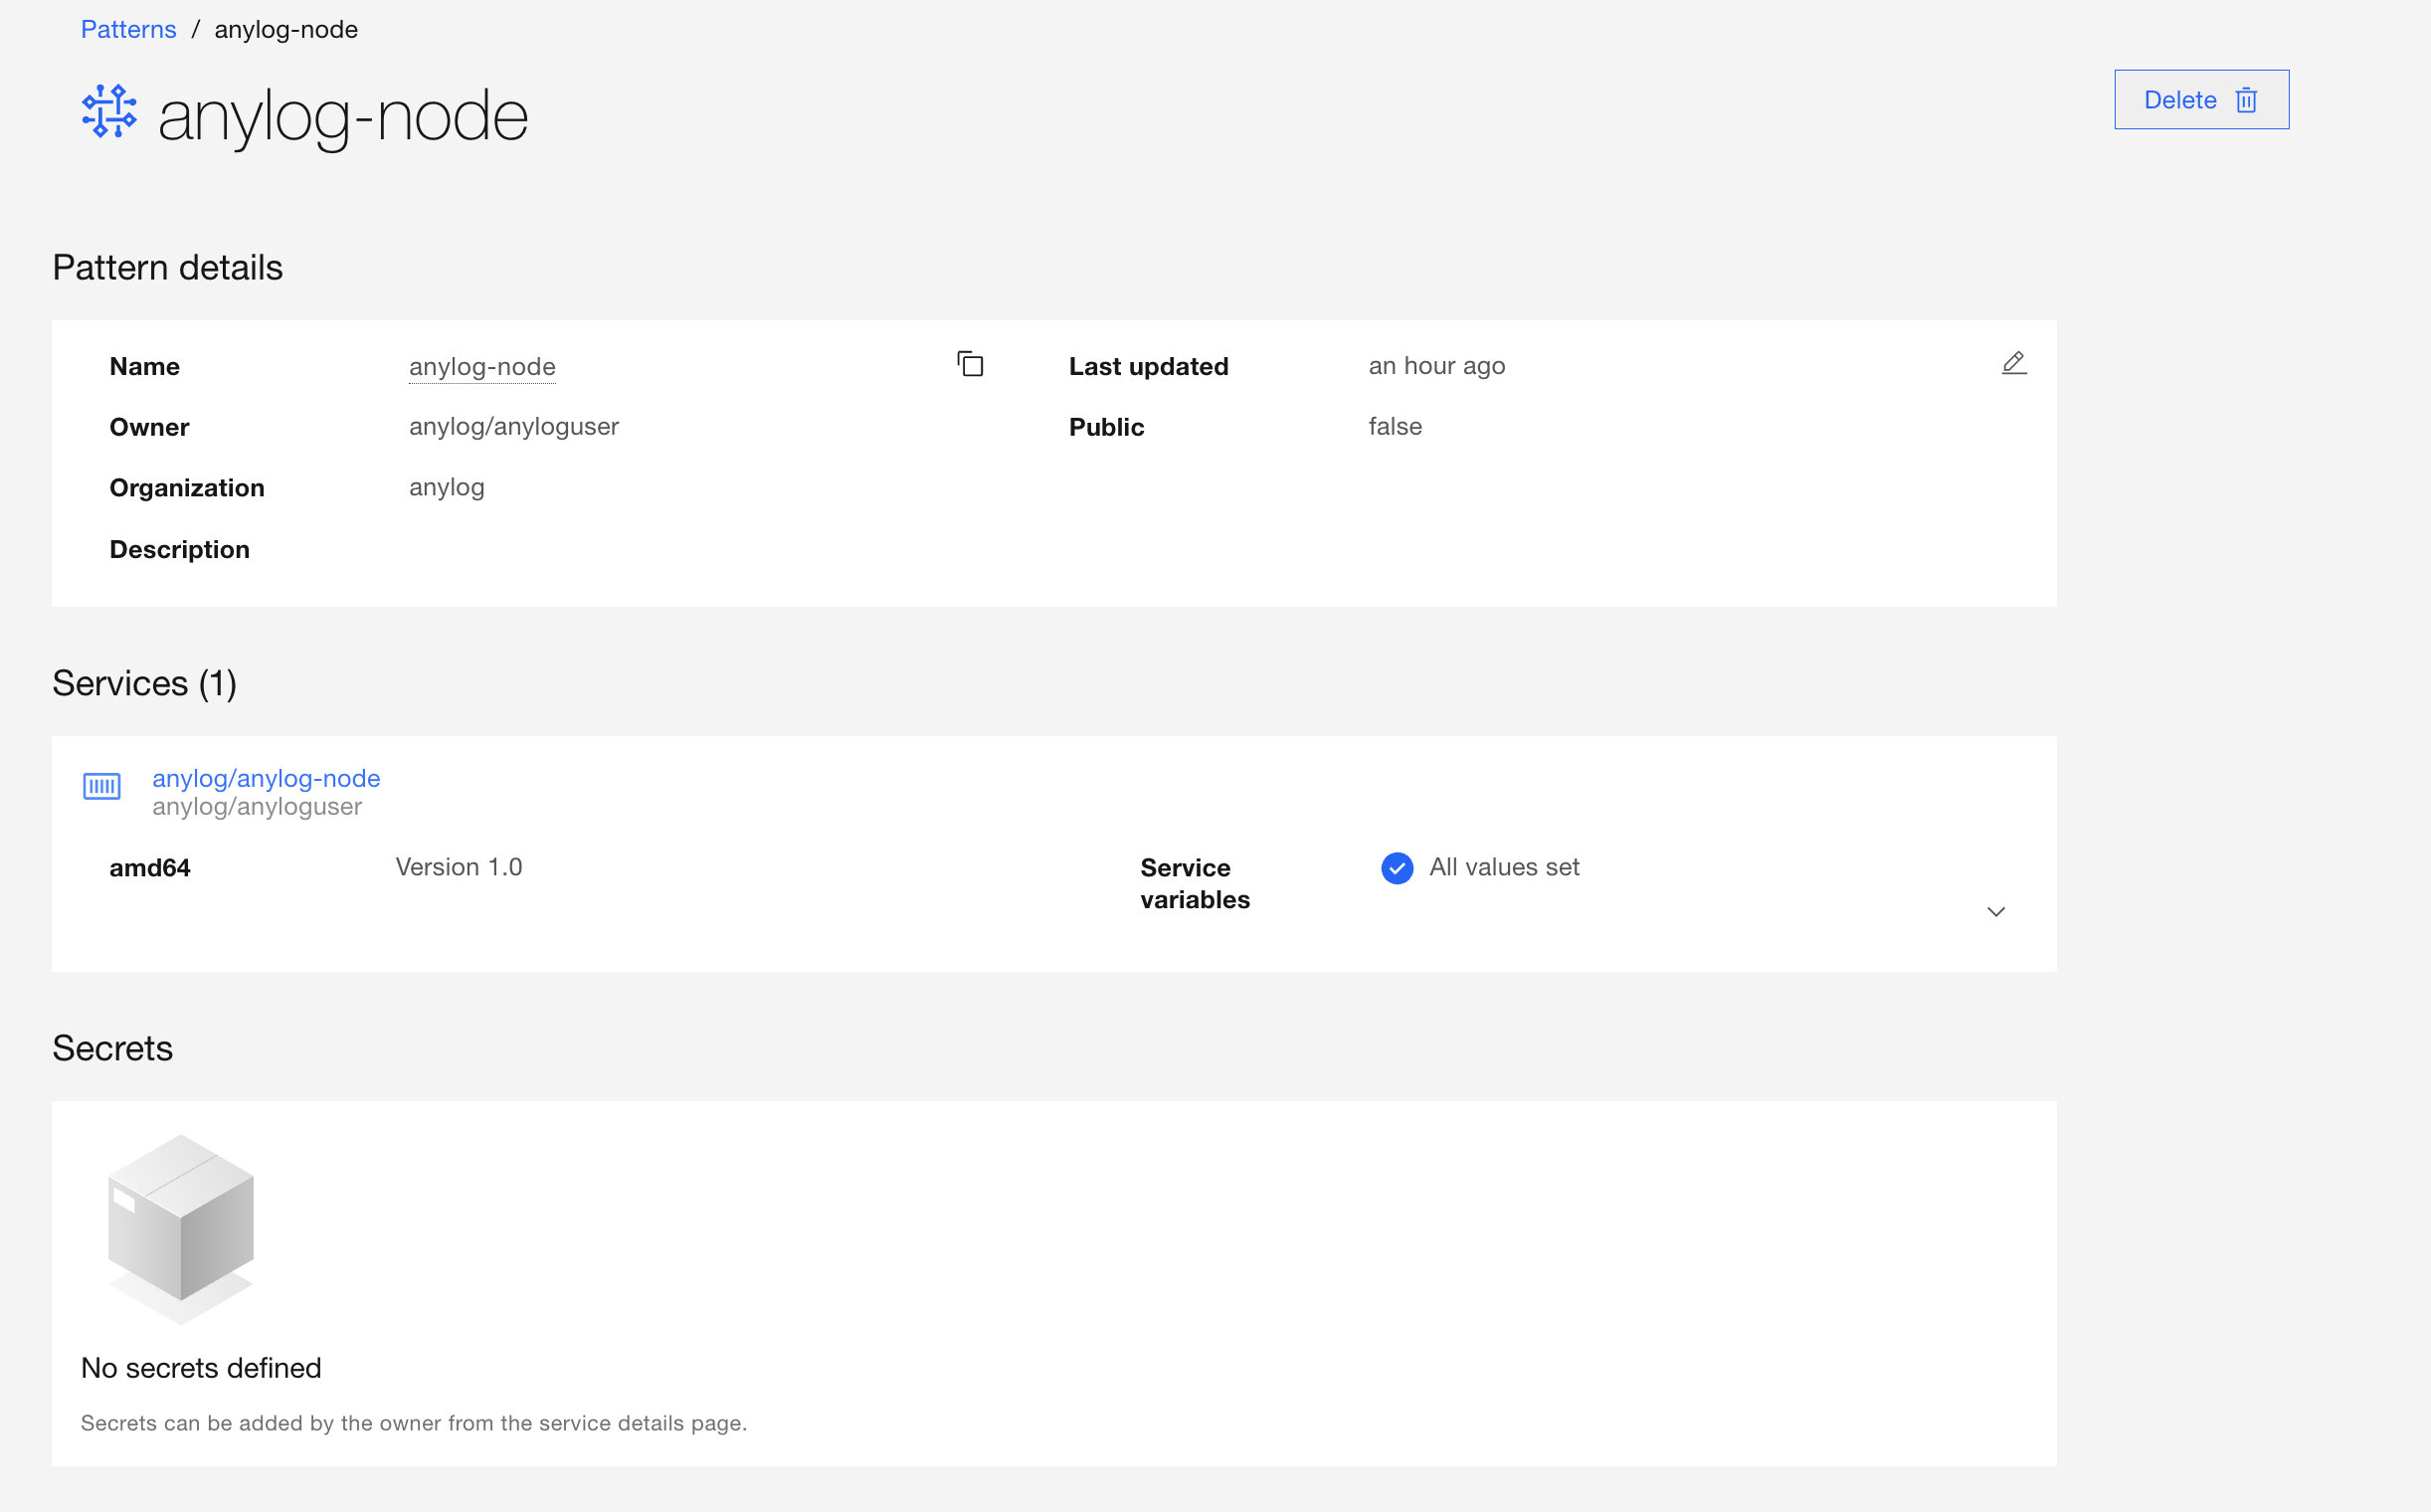 Patterns / anylog-node
anylog-node
Delete
Pattern details
Name anylog-node Last updated an hour ago
Owner anylog/anyloguser Public false
Organization anylog
Description
Services (1)
anylog/anylog-node
anylog/anyloguser
amd64 Version 1.0 Service variables All values set
Secrets
No secrets defined
Secrets can be added by the owner from the service details page.